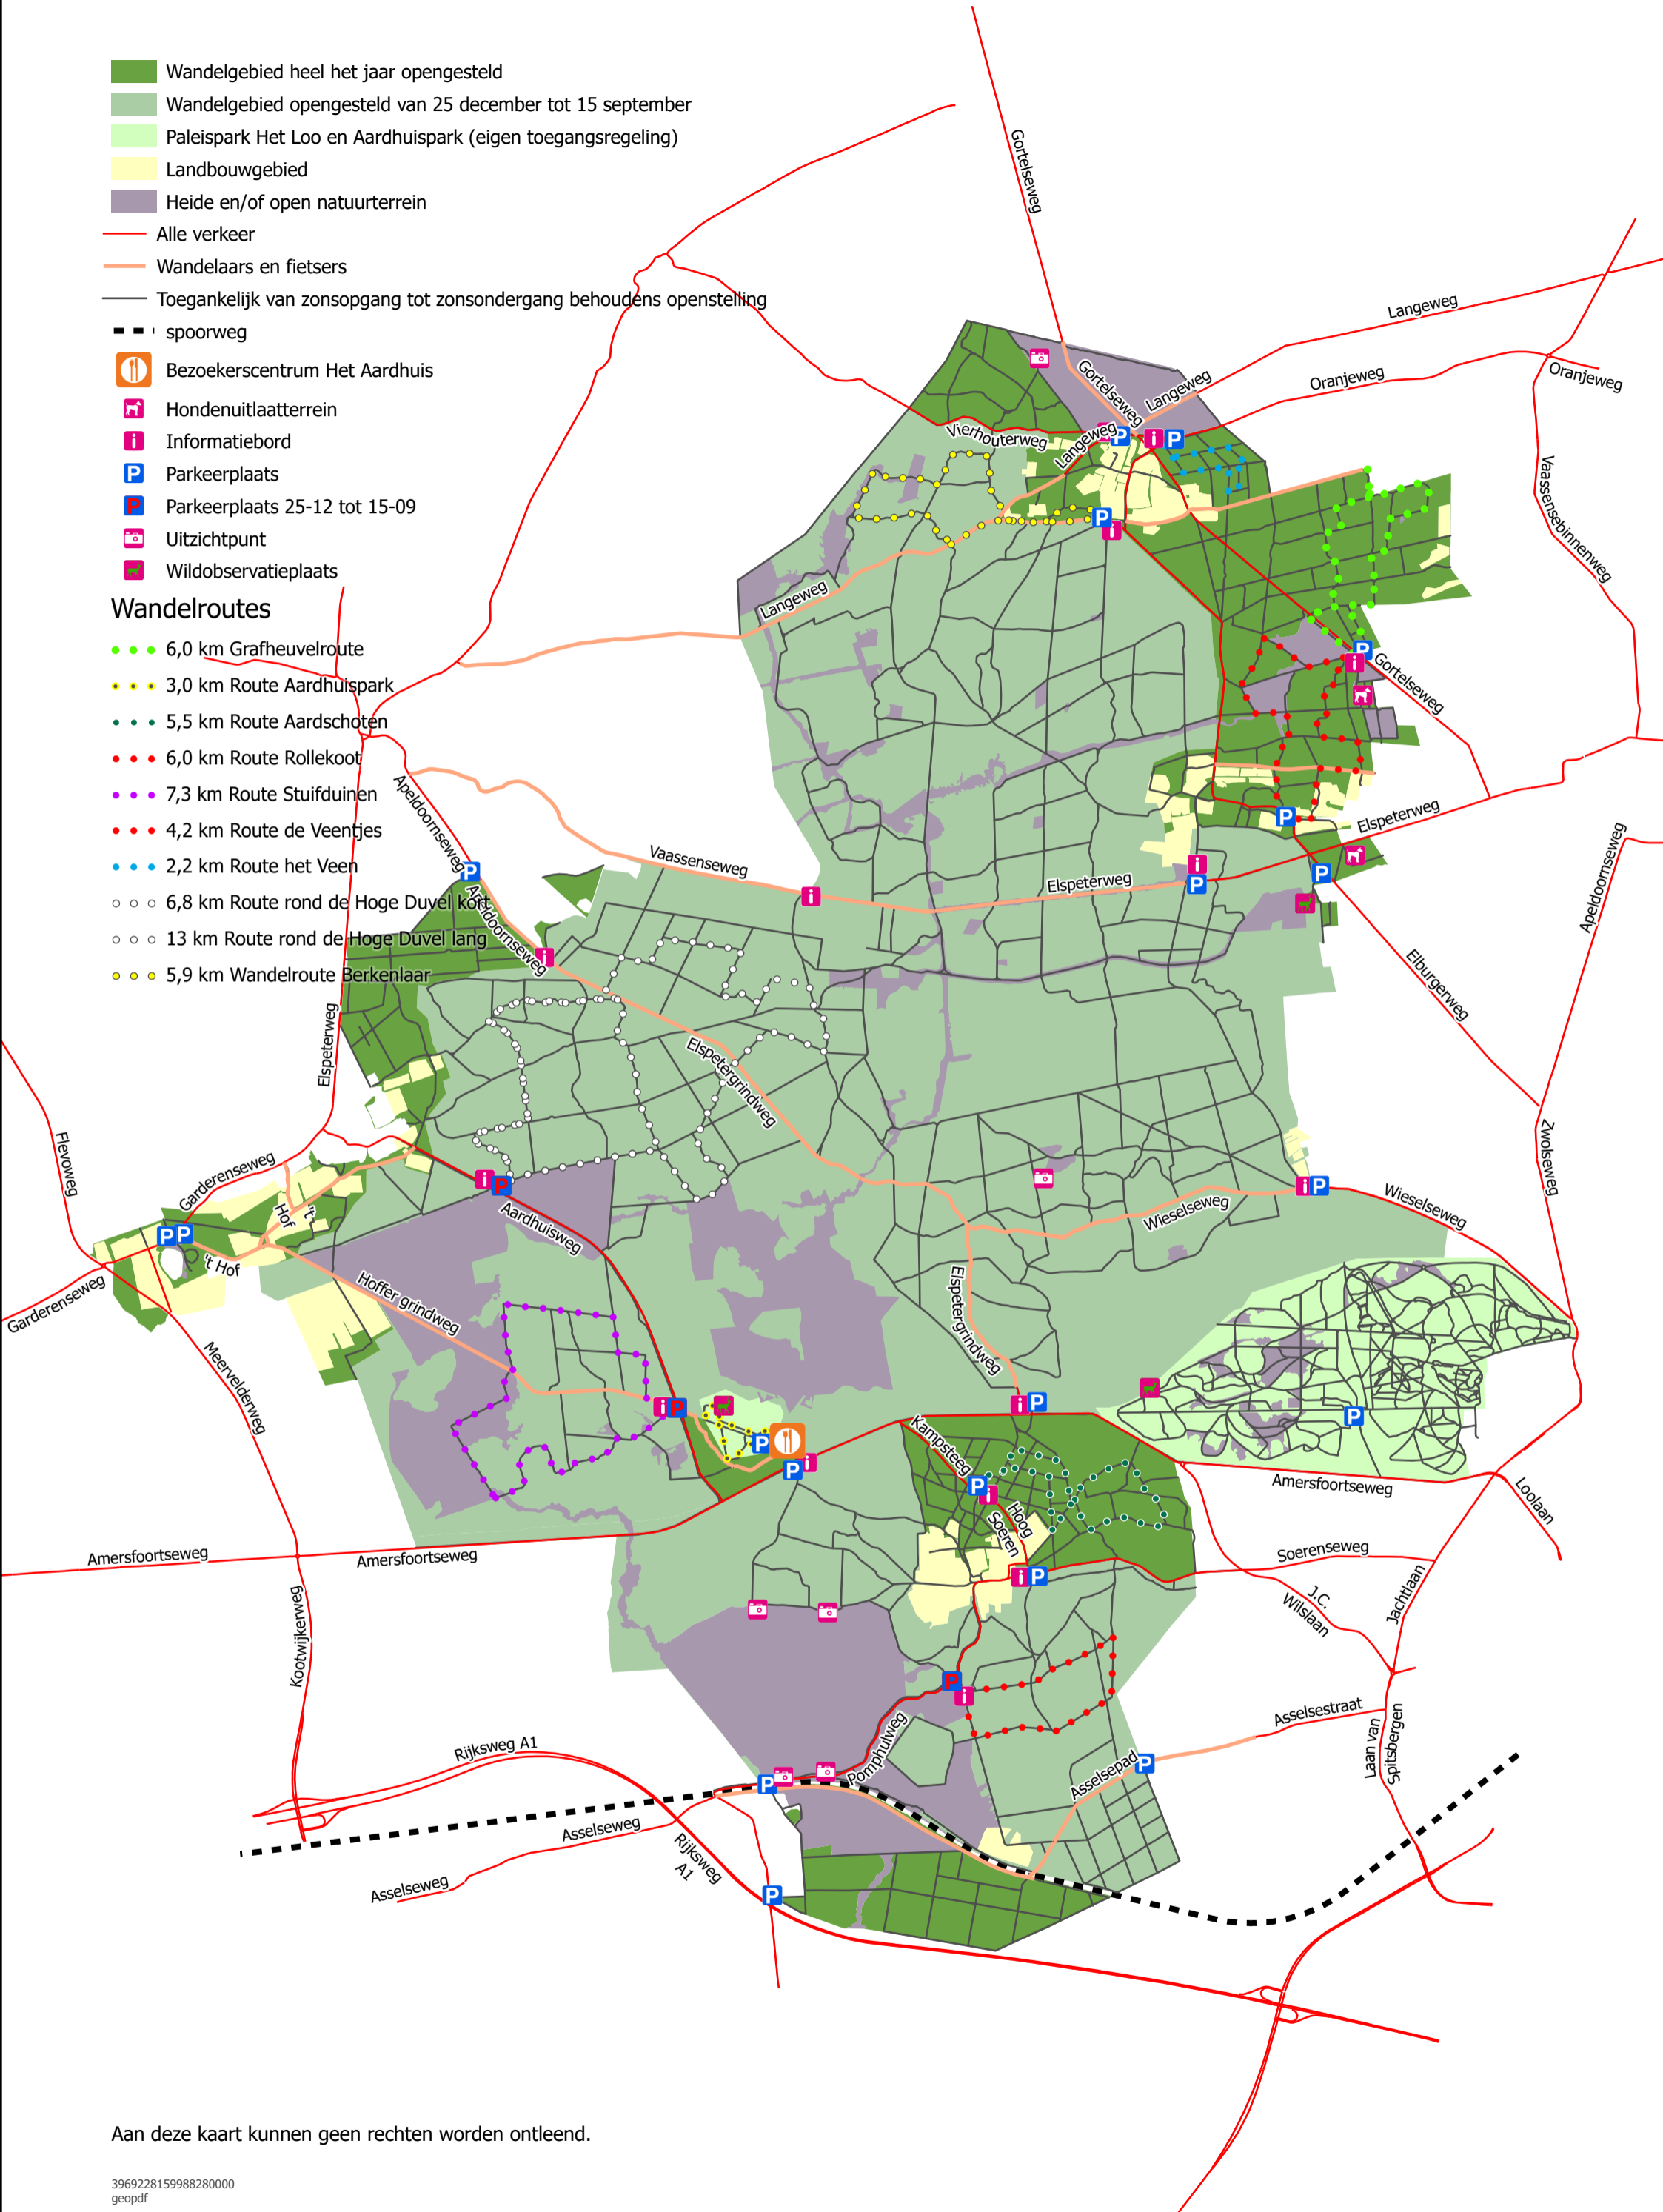 Wandelgebied heel het jaar opengesteld
Wandelgebied opengesteld van 25 december tot 15 september
Paleispark Het Loo en Aardhuispark (eigen toegangsregeling)
Landbouwgebied
Heide en/of open natuurterrein
Alle verkeer
Wandelaars en fietsers
Toegankelijk van zonsopgang tot zonsondergang behoudens openstelling
spoorweg
Bezoekerscentrum Het Aardhuis
Hondenuitlaatterrein
i Informatiebord
P Parkeerplaats
P Parkeerplaats 25-12 tot 15-09
Uitzichtpunt
Wildobservatieplaats
Wandelroutes
6,0 km Grafheuvelroute
3,0 km Route Aardhuispark
5,5 km Route Aardschoten
6,0 km Route Rollekoot
7,3 km Route Stuifduinen
4,2 km Route de Veentjes
2,2 km Route het Veen
6,8 km Route rond de Hoge Duvel kort
13 km Route rond de Hoge Duvel lang
5,9 km Wandelroute Berkenlaar
Gortelseweg
Langeweg
Oranjeweg
Oranjeweg
Gortelseweg
Langeweg
Vierhouterweg
Langeweg
Vaassensebinnenweg
Langeweg
Gortelseweg
Apeldoornseweg
Vaassenseweg
Elspeterweg
Elspeterweg
Apeldoornseweg
Apeldoornseweg
Elburgerweg
Elspeterweg
Elspetergrindweg
Flevoweg
Garderenseweg
Zwolseweg
't
Hof
't Hof
Aardhuisweg
Wieselseweg
Wieselseweg
Garderenseweg
Hoffer grindweg
Elspetergrindweg
Meervelderweg
Kampsteeg
Amersfoortseweg
Loolaan
Hoog
Soeren
Amersfoortseweg
Amersfoortseweg
Soerenseweg
J.C.
Wilslaan
Jachtlaan
Kootwijkerweg
Asselsestraat
Laan van
Spitsbergen
Rijksweg A1
Pomphulweg
Asselsepad
Asselseweg
Rijksweg
A1
Asselseweg
Aan deze kaart kunnen geen rechten worden ontleend.
3969228159988280000
geopdf